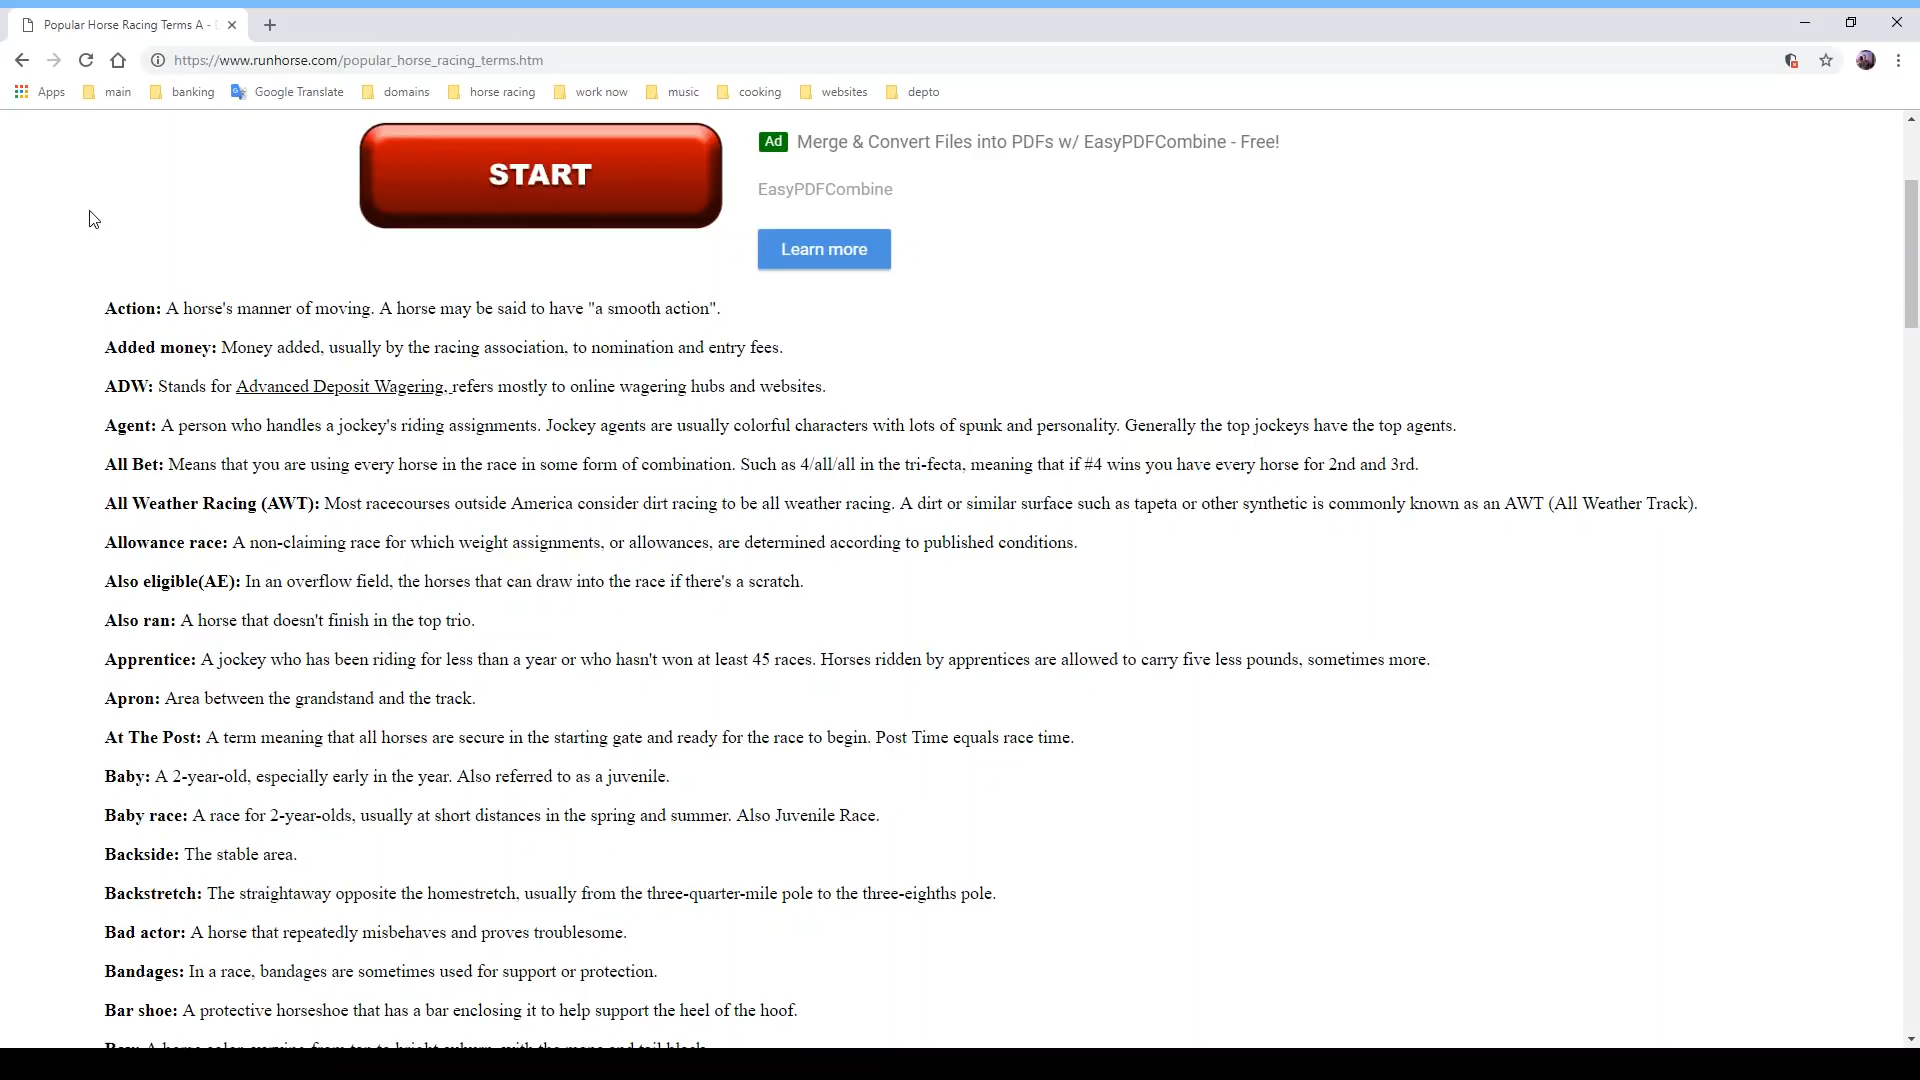 Popular Horse Racing Terms A -
https://www.runhorse.com/popular_horse_racing_terms.htm
Apps main banking Google Translate domains horse racing work now music cooking websites depto
START
Ad Merge & Convert Files into PDFs w/ EasyPDFCombine - Free!
EasyPDFCombine
Learn more
Action: A horse's manner of moving. A horse may be said to have "a smooth action".
Added money: Money added, usually by the racing association, to nomination and entry fees.
ADW: Stands for Advanced Deposit Wagering, refers mostly to online wagering hubs and websites.
Agent: A person who handles a jockey's riding assignments. Jockey agents are usually colorful characters with lots of spunk and personality. Generally the top jockeys have the top agents.
All Bet: Means that you are using every horse in the race in some form of combination. Such as 4/all/all in the tri-fecta, meaning that if #4 wins you have every horse for 2nd and 3rd.
All Weather Racing (AWT): Most racecourses outside America consider dirt racing to be all weather racing. A dirt or similar surface such as tapeta or other synthetic is commonly known as an AWT (All Weather Track).
Allowance race: A non-claiming race for which weight assignments, or allowances, are determined according to published conditions.
Also eligible(AE): In an overflow field, the horses that can draw into the race if there's a scratch.
Also ran: A horse that doesn't finish in the top trio.
Apprentice: A jockey who has been riding for less than a year or who hasn't won at least 45 races. Horses ridden by apprentices are allowed to carry five less pounds, sometimes more.
Apron: Area between the grandstand and the track.
At The Post: A term meaning that all horses are secure in the starting gate and ready for the race to begin. Post Time equals race time.
Baby: A 2-year-old, especially early in the year. Also referred to as a juvenile.
Baby race: A race for 2-year-olds, usually at short distances in the spring and summer. Also Juvenile Race.
Backside: The stable area.
Backstretch: The straightaway opposite the homestretch, usually from the three-quarter-mile pole to the three-eighths pole.
Bad actor: A horse that repeatedly misbehaves and proves troublesome.
Bandages: In a race, bandages are sometimes used for support or protection.
Bar shoe: A protective horseshoe that has a bar enclosing it to help support the heel of the hoof.